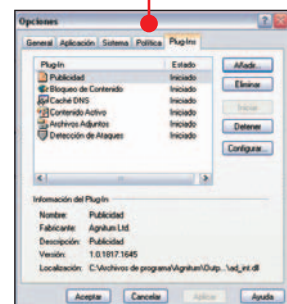 Opciones
General Aplicación Sistema Política Plug-Ins
Plug-In Estado
Publicidad Iniciado
Bloqueo de Contenido Iniciado
Caché DNS Iniciado
Contenido Activo Iniciado
Archivos Adjuntos Iniciado
Detección de Ataques Iniciado
Añadir...
Eliminar
Iniciar
Detener
Configurar...
Información del Plug-In
Nombre: Publicidad
Fabricante: Agnitum Ltd.
Descripción: Publicidad
Versión: 1.0.1817.1645
Localización: C:\Archivos de programa\Agnitum\Outp...\ad_int.dll
Aceptar Cancelar Aplicar Ayuda